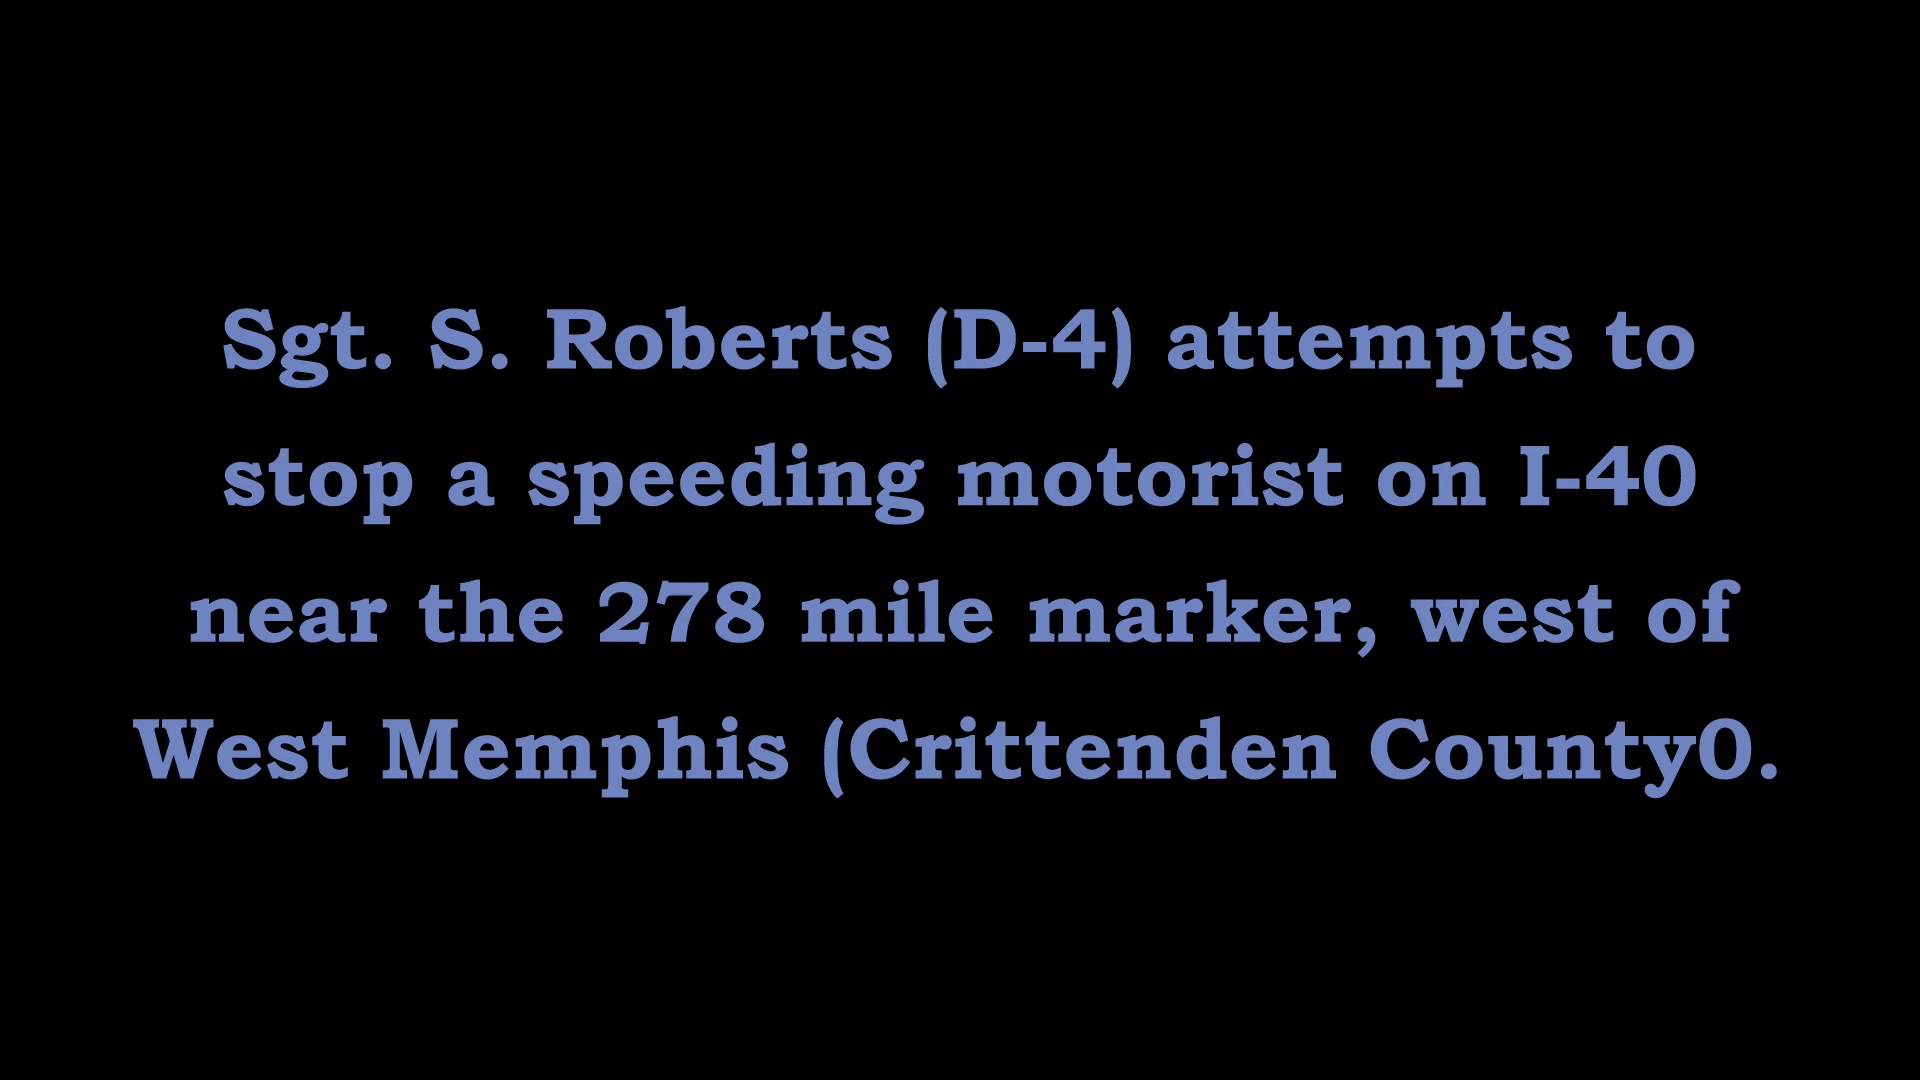 Sgt. S. Roberts (D-4) attempts to
stop a speeding motorist on I-40
near the 278 mile marker, west of
West Memphis (Crittenden County0.